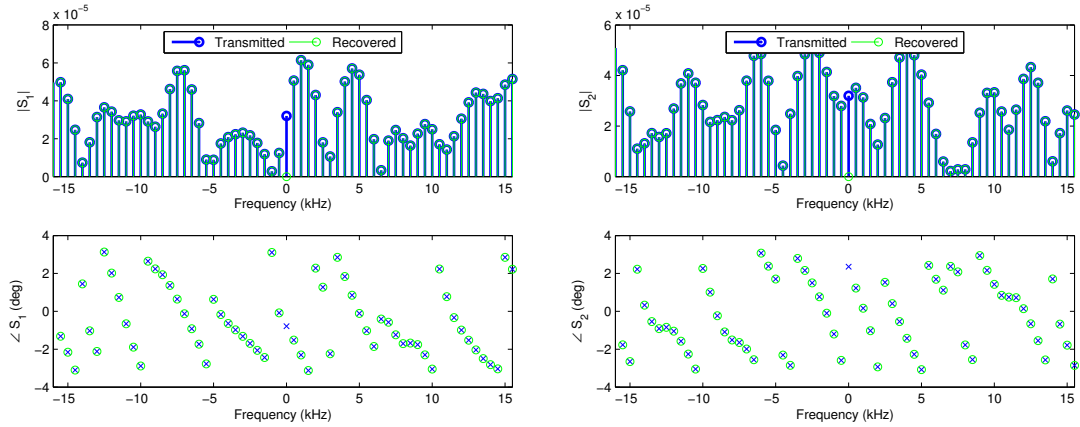 8 x 10⁻⁵
6
4
2
0
|S₁|
Transmitted
Recovered
−15 −10 −5 0 5 10 15
Frequency (kHz)
6 x 10⁻⁵
4
2
0
|S₂|
Transmitted
Recovered
−15 −10 −5 0 5 10 15
Frequency (kHz)
4
2
0
−2
−4
∠ S₁ (deg)
−15 −10 −5 0 5 10 15
Frequency (kHz)
4
2
0
−2
−4
∠ S₂ (deg)
−15 −10 −5 0 5 10 15
Frequency (kHz)